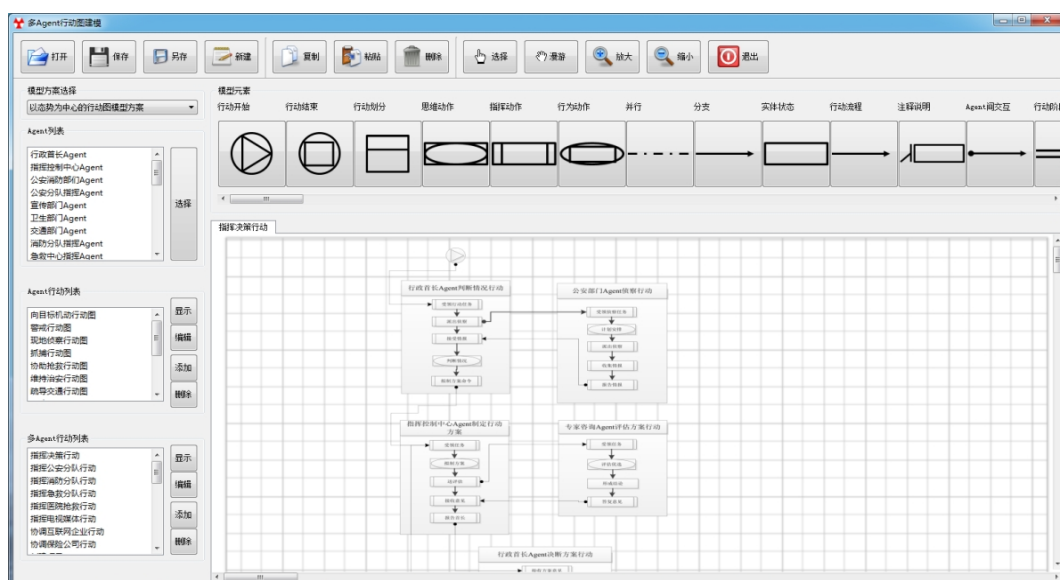 多Agent行动图建模
打开 保存 另存 新建 复制 粘贴 删除 选择 漫游 放大 缩小 退出
模型方案选择
以态势为中心的行动图模型方案
Agent列表
行政首长Agent
指挥控制中心Agent
公安消防部们Agent
公安分队指挥Agent
宣传部门Agent
卫生部门Agent
交通部门Agent
消防分队指挥Agent
急救中心指挥Agent
选择
Agent行动列表
向目标机动行动图
警戒行动图
现地侦察行动图
抓捕行动图
协助抢救行动图
维持治安行动图
疏导交通行动图
显示
编辑
添加
删除
多Agent行动列表
指挥决策行动
指挥公安分队行动
指挥消防分队行动
指挥急救分队行动
指挥医院抢救行动
指挥电视媒体行动
协调互联网企业行动
协调保险公司行动
显示
编辑
添加
删除
模型元素
行动开始 行动结束 行动划分 思维动作 指挥动作 行为动作 并行 分支 实体状态 行动流程 注释说明 Agent间交互 行动阶
指挥决策行动
行政首长Agent判断情况行动
公安部门Agent侦察行动
指挥控制中心Agent制定行动
方案
专家咨询Agent评估方案行动
行政首长Agent决断方案行动